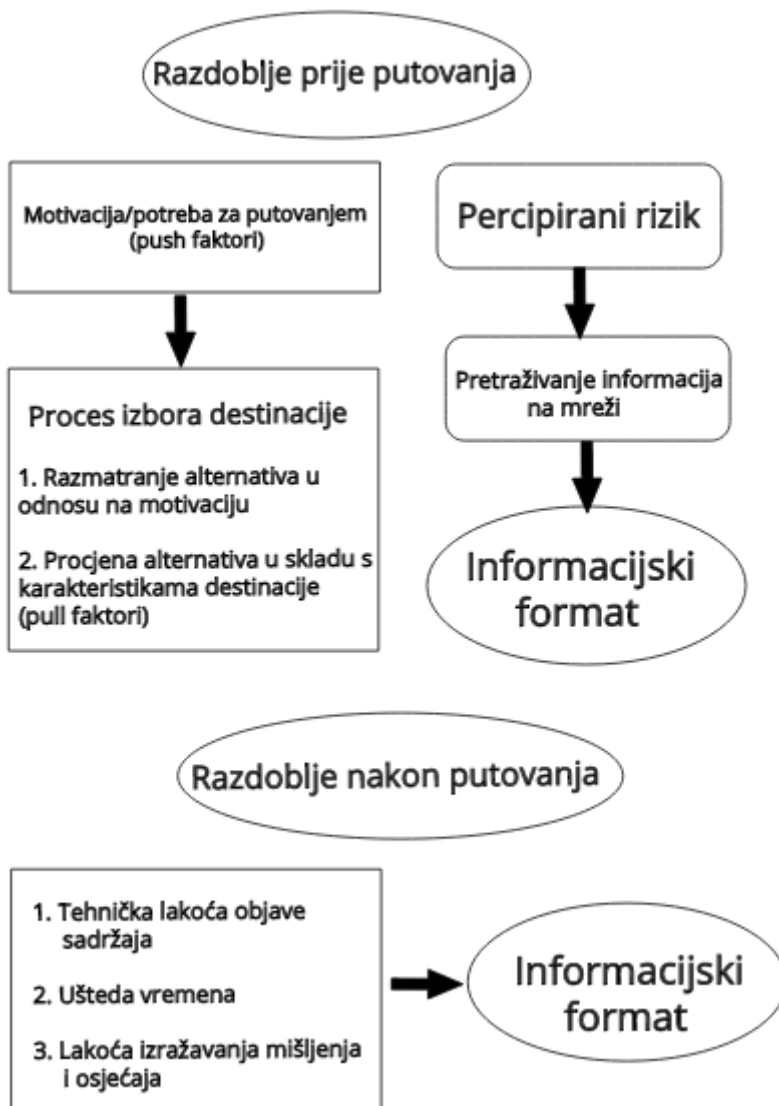 Razdoblje prije putovanja
Motivacija/potreba za putovanjem
(push faktori)
Proces izbora destinacije
1. Razmatranje alternativa u
odnosu na motivaciju
2. Procjena alternativa u skladu s
karakteristikama destinacije
(pull faktori)
Percipirani rizik
Pretraživanje informacija
na mreži
Informacijski
format
Razdoblje nakon putovanja
1. Tehnička lakoća objave
sadržaja
2. Ušteda vremena
3. Lakoća izražavanja mišljenja
i osjećaja
Informacijski
format